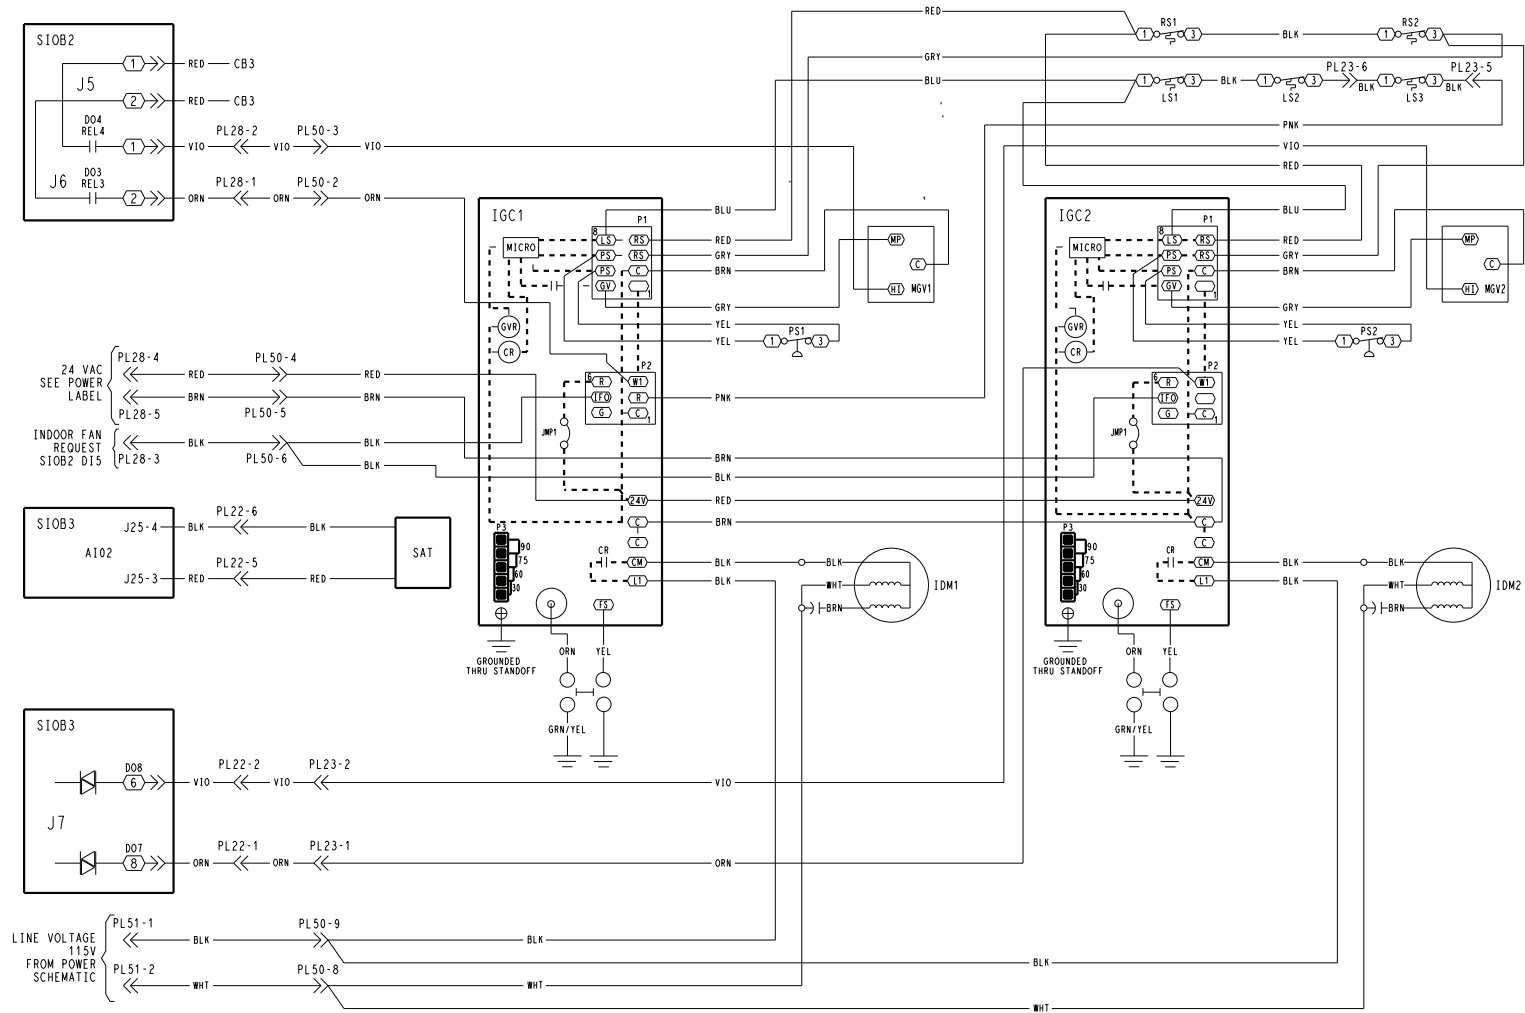 SIOB2
1
RED
CB3
J5
2
RED
CB3
DO4
REL4
1
VIO
PL28-2
VIO
PL50-3
VIO
J6
DO3
REL3
2
ORN
PL28-1
ORN
PL50-2
ORN
24 VAC
SEE POWER
LABEL
PL28-4
RED
PL50-4
RED
PL28-5
BRN
PL50-5
BRN
INDOOR FAN
REQUEST
SIOB2 DI5
PL28-3
BLK
PL50-6
BLK
BLK
SIOB3
AIO2
J25-4
BLK
PL22-6
BLK
J25-3
RED
PL22-5
RED
SAT
SIOB3
J7
DO8
6
VIO
PL22-2
VIO
PL23-2
VIO
DO7
8
ORN
PL22-1
ORN
PL23-1
ORN
LINE VOLTAGE
115V
FROM POWER
SCHEMATIC
PL51-1
BLK
PL50-9
BLK
BLK
PL51-2
WHT
PL50-8
WHT
WHT
IGC1
P1
8
MICRO
LS
RS
PS
RS
PS
C
GV
1
GVR
CR
P2
6
R
W1
IFO
R
G
C
1
JMP1
24V
C
C
CR
CM
L1
FS
P3
90
75
60
30
GROUNDED
THRU STANDOFF
ORN
YEL
GRN/YEL
BLU
RED
GRY
BRN
GRY
YEL
YEL
PNK
BRN
BLK
RED
BRN
BLK
BLK
1
PS1
3
MP
C
HI
MGV1
BLK
WHT
BRN
IDM1
RED
GRY
BLU
1
RS1
3
BLK
1
RS2
3
1
LS1
3
BLK
1
LS2
3
PL23-6
BLK
1
LS3
3
BLK
PL23-5
PNK
VIO
RED
BLU
RED
GRY
BRN
GRY
YEL
YEL
IGC2
P1
8
MICRO
LS
RS
PS
RS
PS
C
GV
1
GVR
CR
P2
6
R
W1
IFO
G
C
1
JMP1
24V
C
C
CR
CM
L1
FS
P3
90
75
60
30
GROUNDED
THRU STANDOFF
ORN
YEL
GRN/YEL
1
PS2
3
MP
C
HI
MGV2
BLK
BLK
BLK
WHT
BRN
IDM2